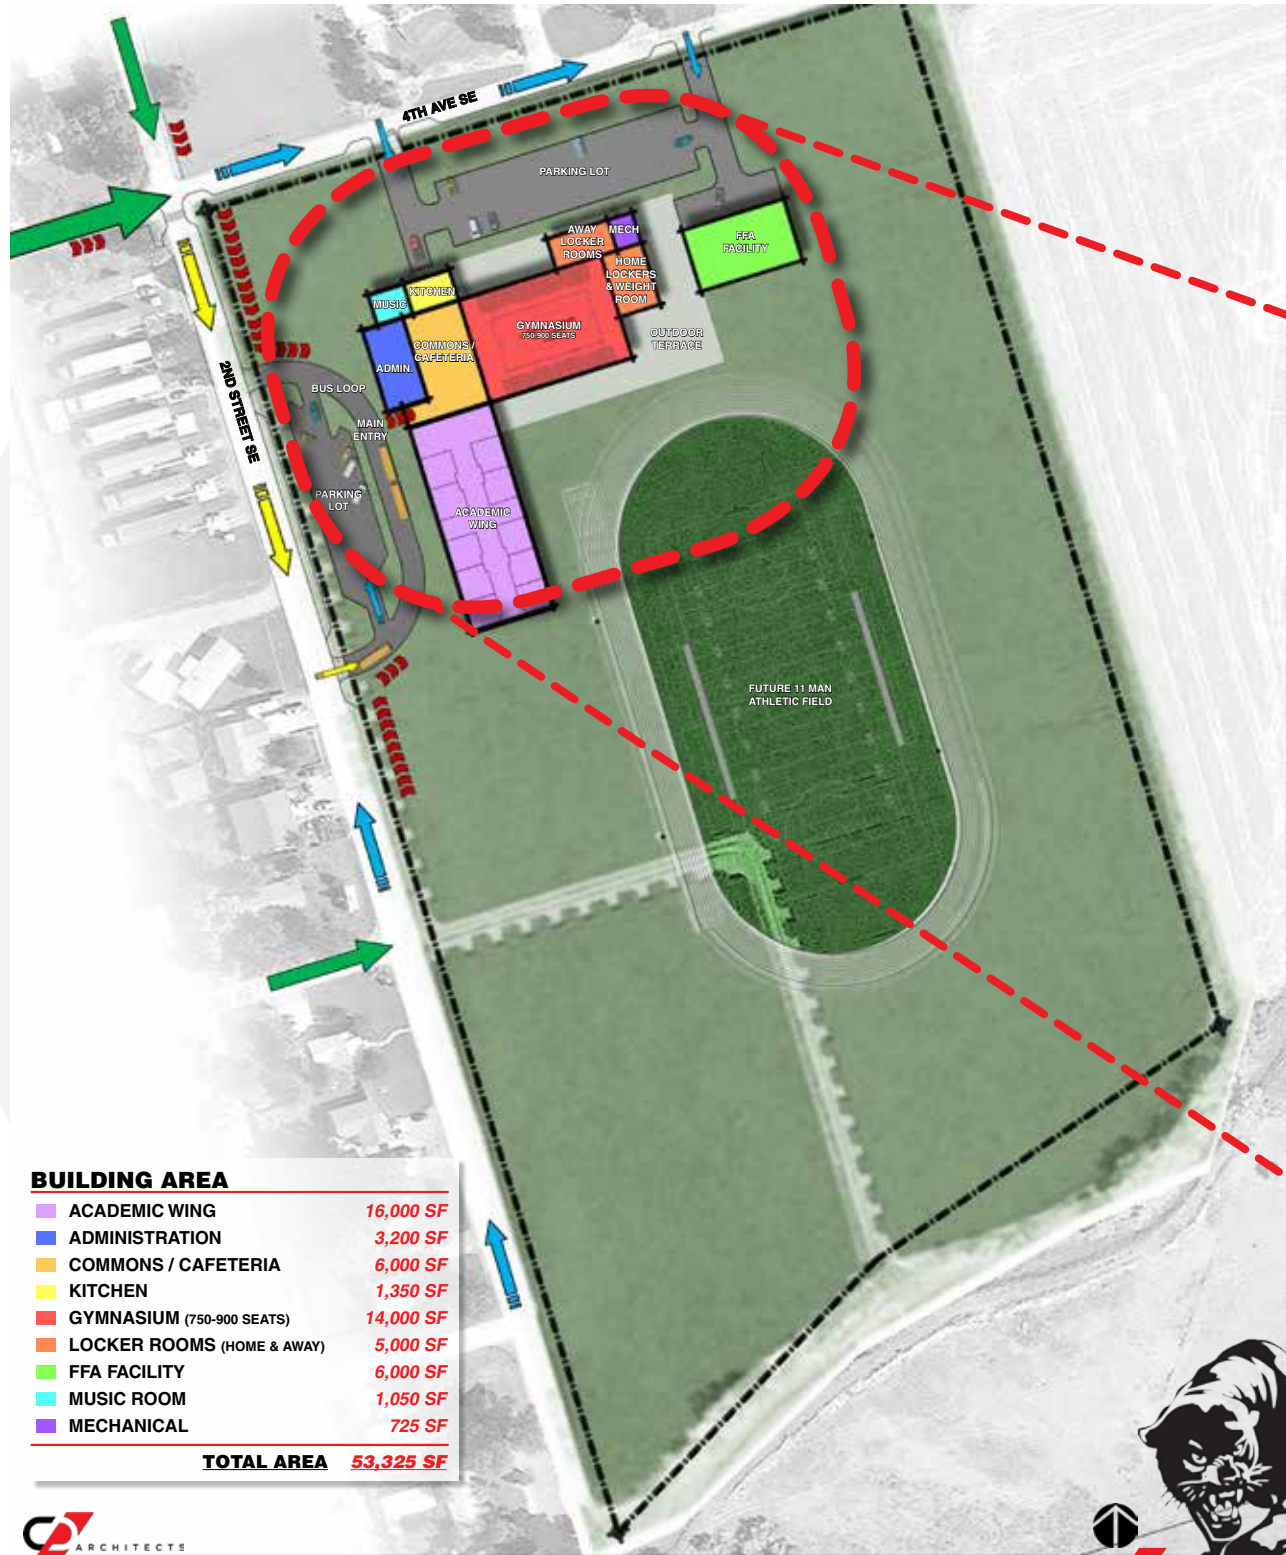 4TH AVE SE
PARKING LOT
AWAY
LOCKER
ROOMS
MECH
HOME
LOCKERS
& WEIGHT
ROOM
FFA
FACILITY
MUSIC
KITCHEN
GYMNASIUM
750-900 SEATS
OUTDOOR
TERRACE
COMMONS /
CAFETERIA
ADMIN.
2ND STREET SE
BUS LOOP
MAIN
ENTRY
PARKING
LOT
ACADEMIC
WING
FUTURE 11 MAN
ATHLETIC FIELD
BUILDING AREA
ACADEMIC WING 16,000 SF
ADMINISTRATION 3,200 SF
COMMONS / CAFETERIA 6,000 SF
KITCHEN 1,350 SF
GYMNASIUM (750-900 SEATS) 14,000 SF
LOCKER ROOMS (HOME & AWAY) 5,000 SF
FFA FACILITY 6,000 SF
MUSIC ROOM 1,050 SF
MECHANICAL 725 SF
TOTAL AREA 53,325 SF
C2 ARCHITECTS